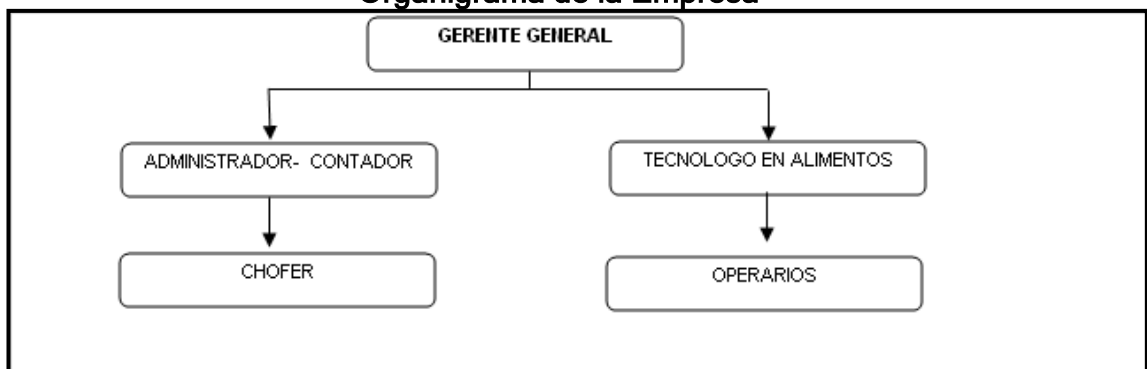 Organigrama de la Empresa
GERENTE GENERAL
ADMINISTRADOR- CONTADOR
TECNOLOGO EN ALIMENTOS
CHOFER
OPERARIOS